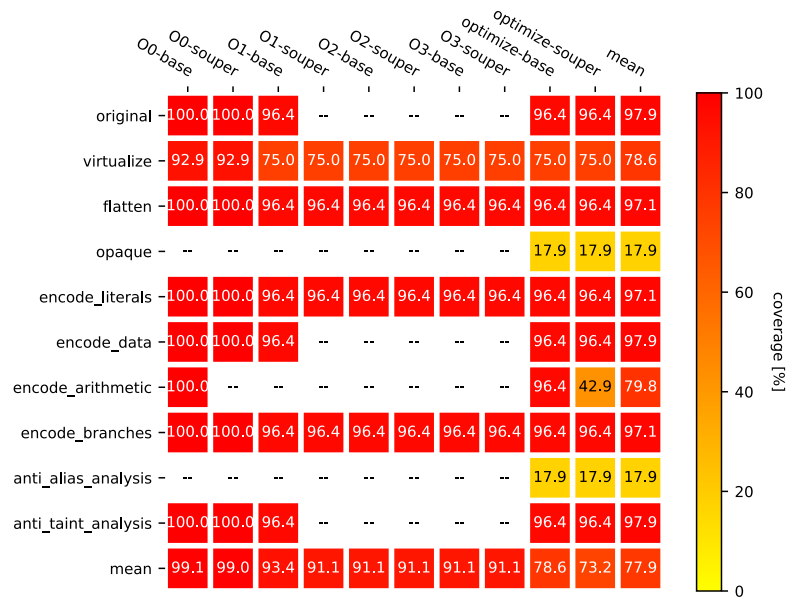 O0-base O0-souper O1-base O1-souper O2-base O2-souper O3-base O3-souper optimize-base optimize-souper mean
original 100.0 100.0 96.4 -- -- -- -- -- 96.4 96.4 97.9
virtualize 92.9 92.9 75.0 75.0 75.0 75.0 75.0 75.0 75.0 75.0 78.6
flatten 100.0 100.0 96.4 96.4 96.4 96.4 96.4 96.4 96.4 96.4 97.1
opaque -- -- -- -- -- -- -- -- 17.9 17.9 17.9
encode_literals 100.0 100.0 96.4 96.4 96.4 96.4 96.4 96.4 96.4 96.4 97.1
encode_data 100.0 100.0 96.4 -- -- -- -- -- 96.4 96.4 97.9
encode_arithmetic 100.0 -- -- -- -- -- -- -- 96.4 42.9 79.8
encode_branches 100.0 100.0 96.4 96.4 96.4 96.4 96.4 96.4 96.4 96.4 97.1
anti_alias_analysis -- -- -- -- -- -- -- -- 17.9 17.9 17.9
anti_taint_analysis 100.0 100.0 96.4 -- -- -- -- -- 96.4 96.4 97.9
mean 99.1 99.0 93.4 91.1 91.1 91.1 91.1 91.1 78.6 73.2 77.9
100
80
60
40
20
0
coverage [%]